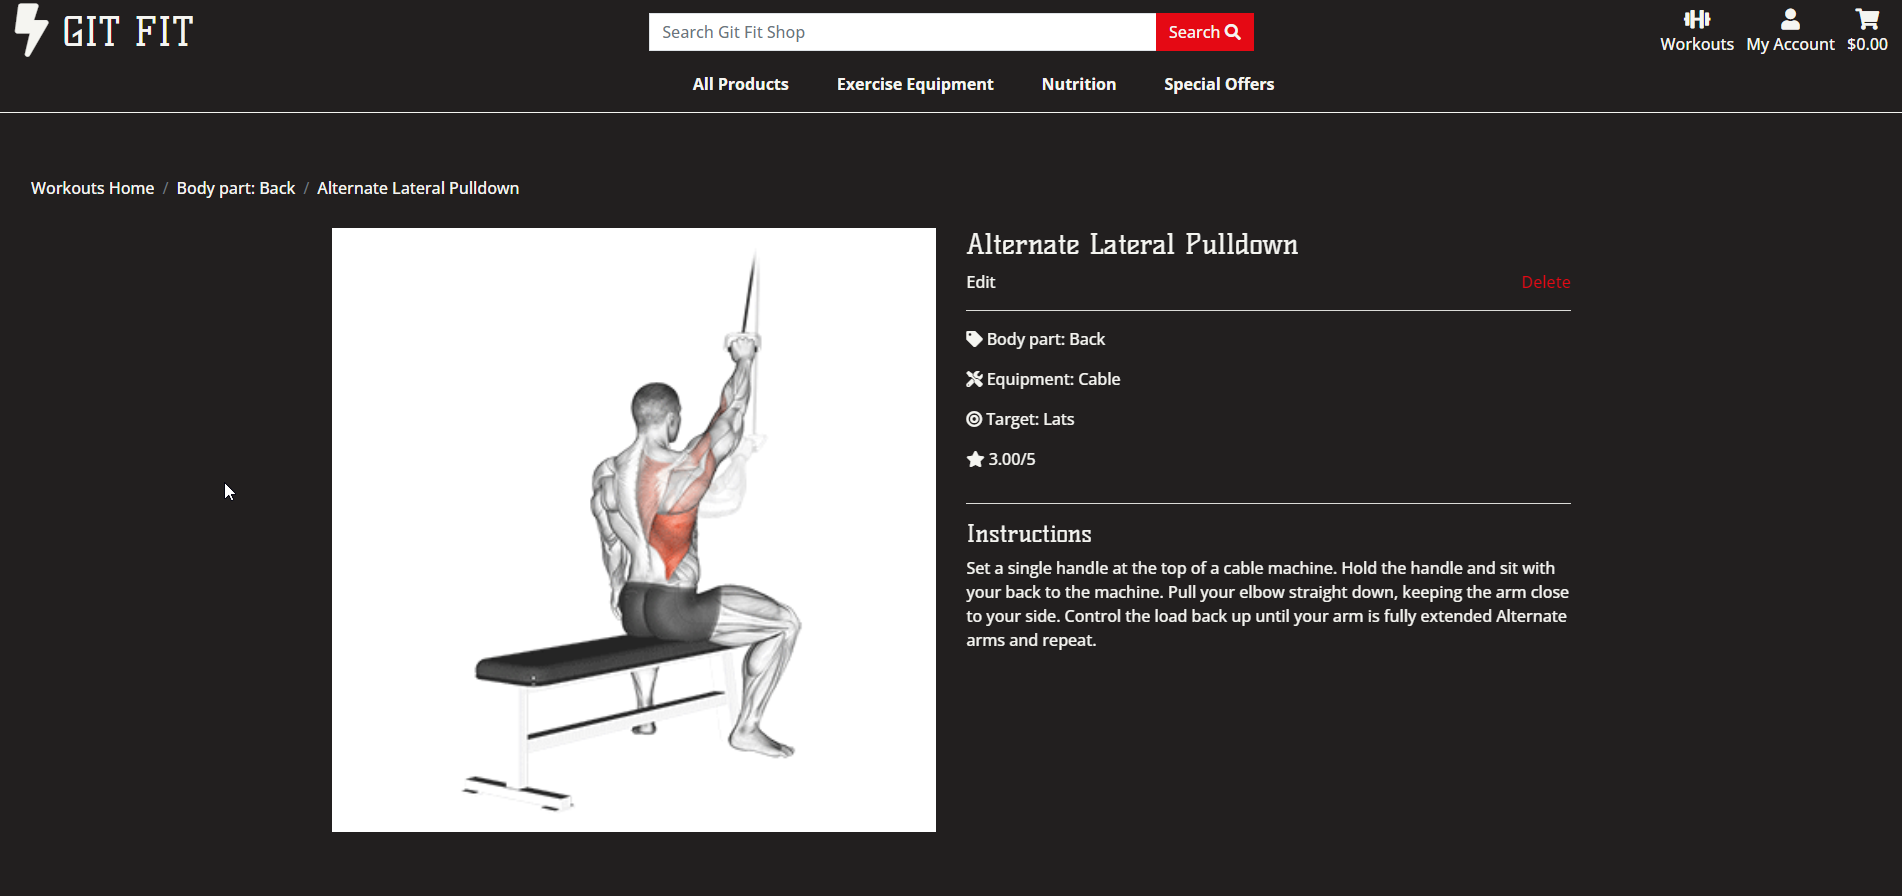 GIT FIT
Search Git Fit Shop
Search
Workouts
My Account
$0.00
All Products
Exercise Equipment
Nutrition
Special Offers
Workouts Home / Body part: Back / Alternate Lateral Pulldown
Alternate Lateral Pulldown
Edit
Delete
Body part: Back
Equipment: Cable
Target: Lats
3.00/5
Instructions
Set a single handle at the top of a cable machine. Hold the handle and sit with
your back to the machine. Pull your elbow straight down, keeping the arm close
to your side. Control the load back up until your arm is fully extended Alternate
arms and repeat.